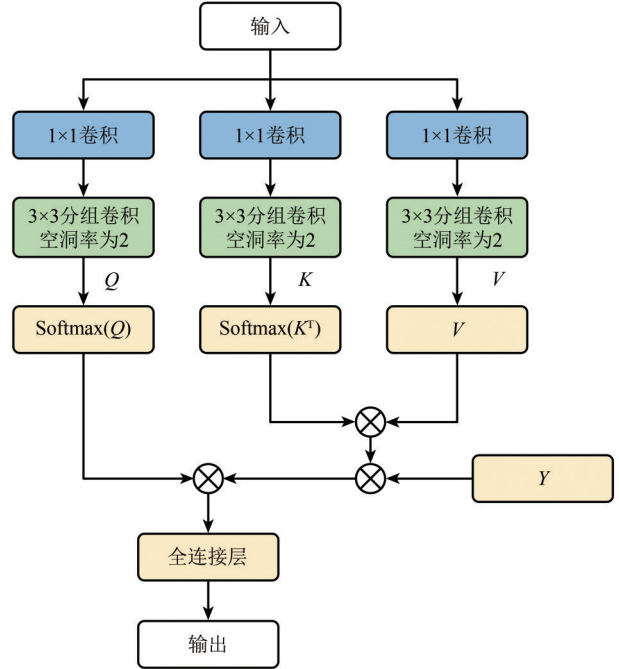 输入
1×1卷积
1×1卷积
1×1卷积
3×3分组卷积
空洞率为2
3×3分组卷积
空洞率为2
3×3分组卷积
空洞率为2
Q
K
V
Softmax(Q)
Softmax(Kᵀ)
V
Y
全连接层
输出